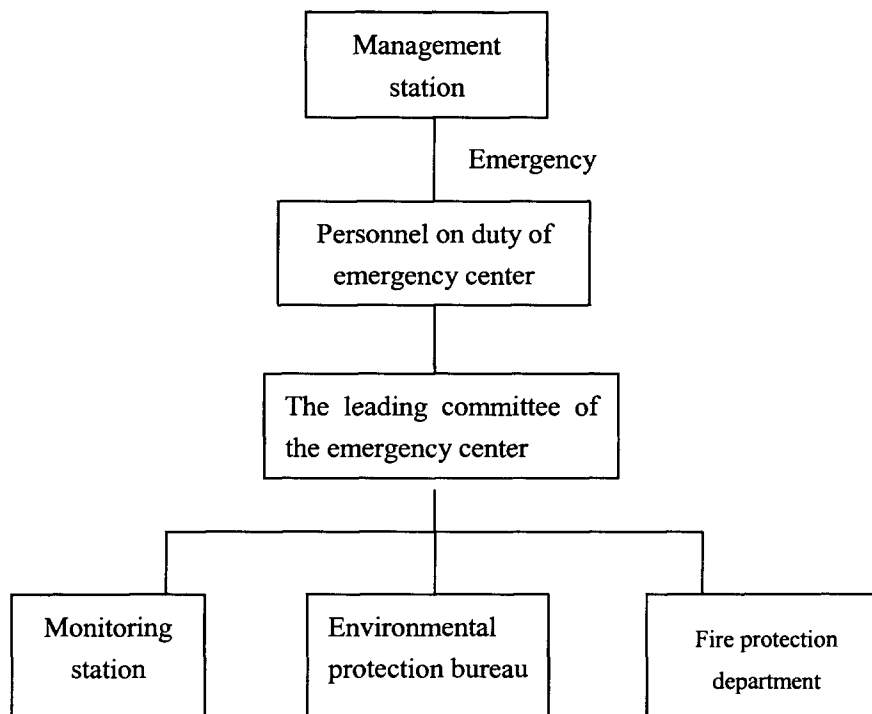 Management
station
Emergency
Personnel on duty of
emergency center
The leading committee of
the emergency center
Monitoring
station
Environmental
protection bureau
Fire protection
department